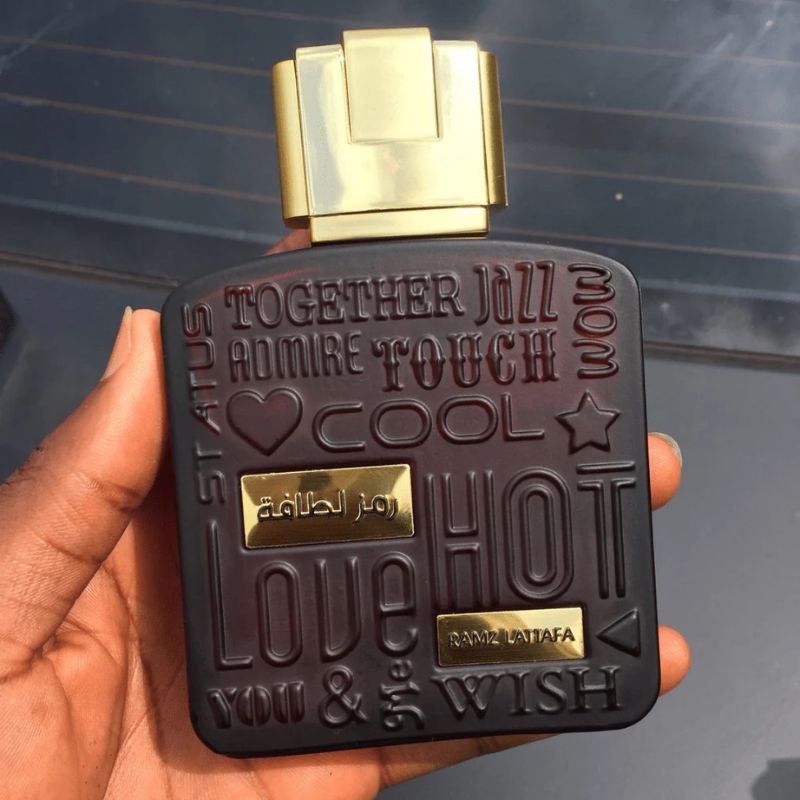 TOGETHER JAZZ
WOW
STATUS
ADMIRE TOUCH
COOL
رمز لطافة
HOT
Love
RAMZ LATTAFA
YOU & Me WISH